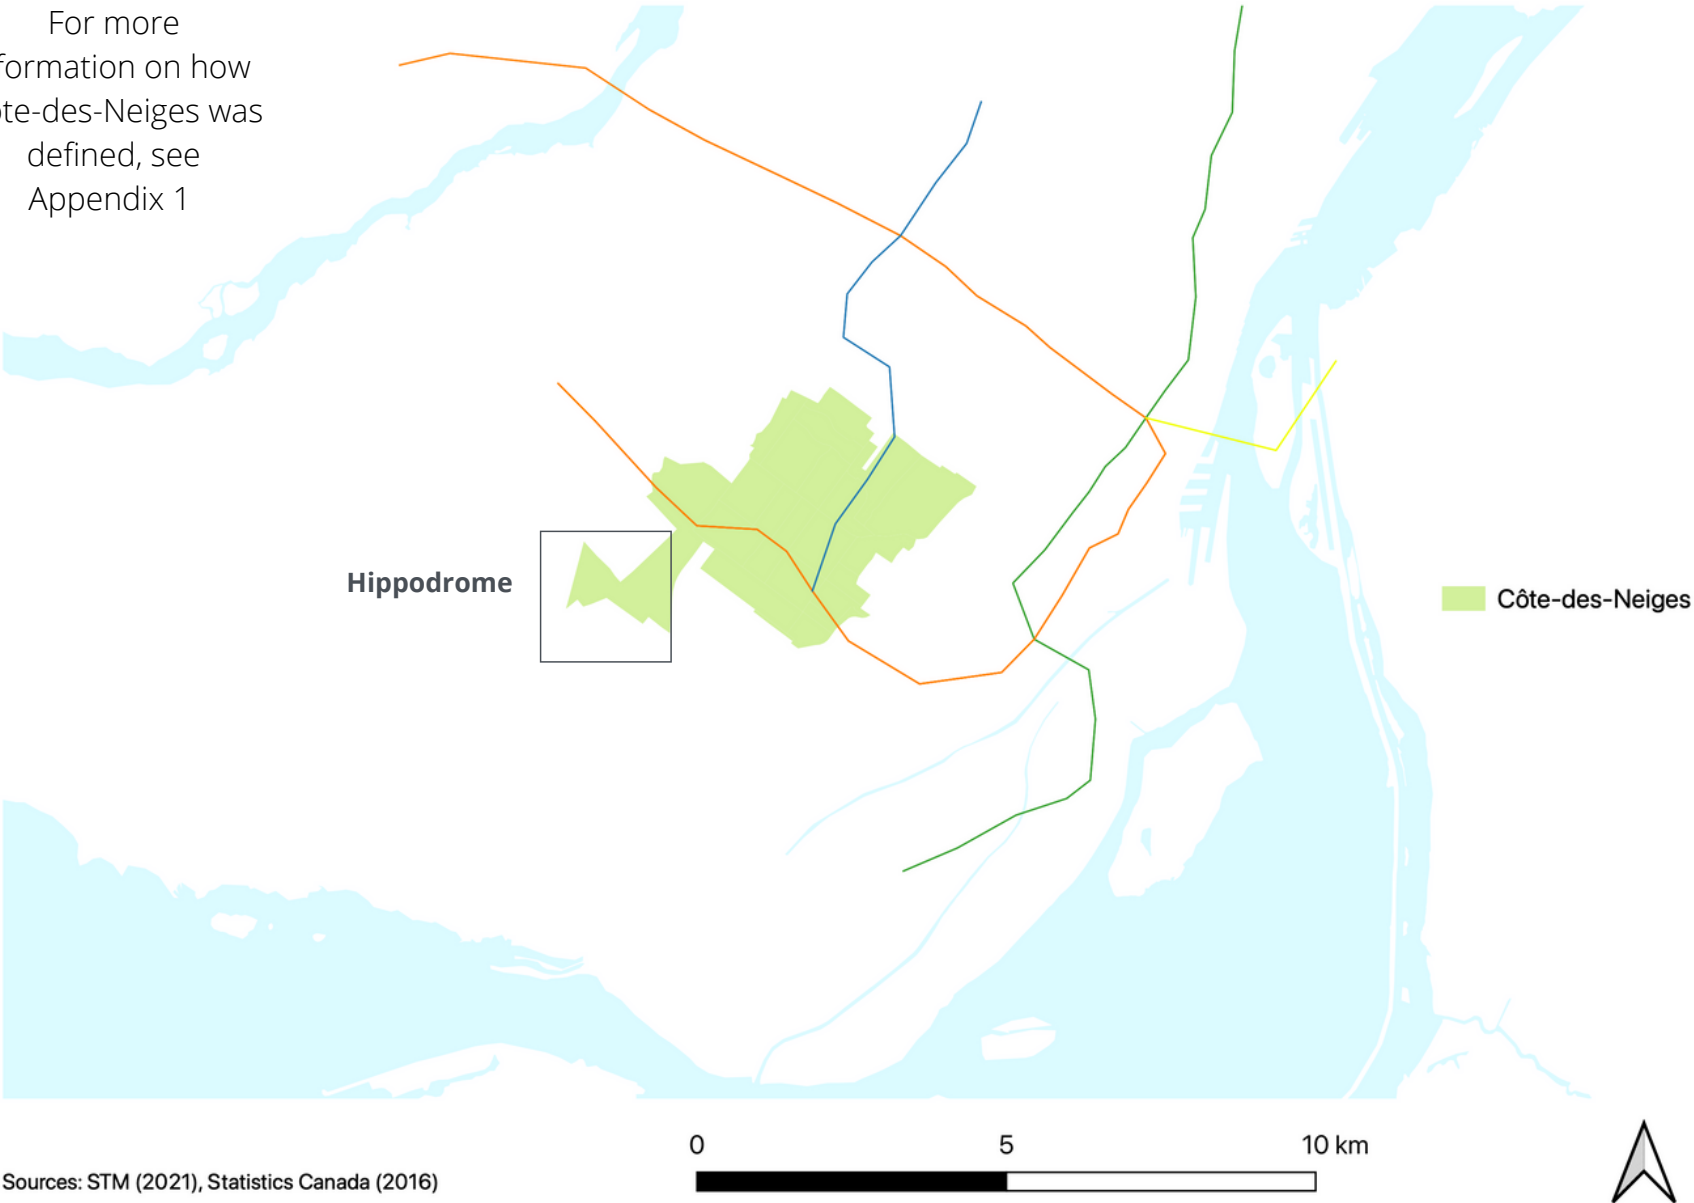 For more
formation on how
te-des-Neiges was
defined, see
Appendix 1
Hippodrome
Côte-des-Neiges
0 5 10 km
Sources: STM (2021), Statistics Canada (2016)